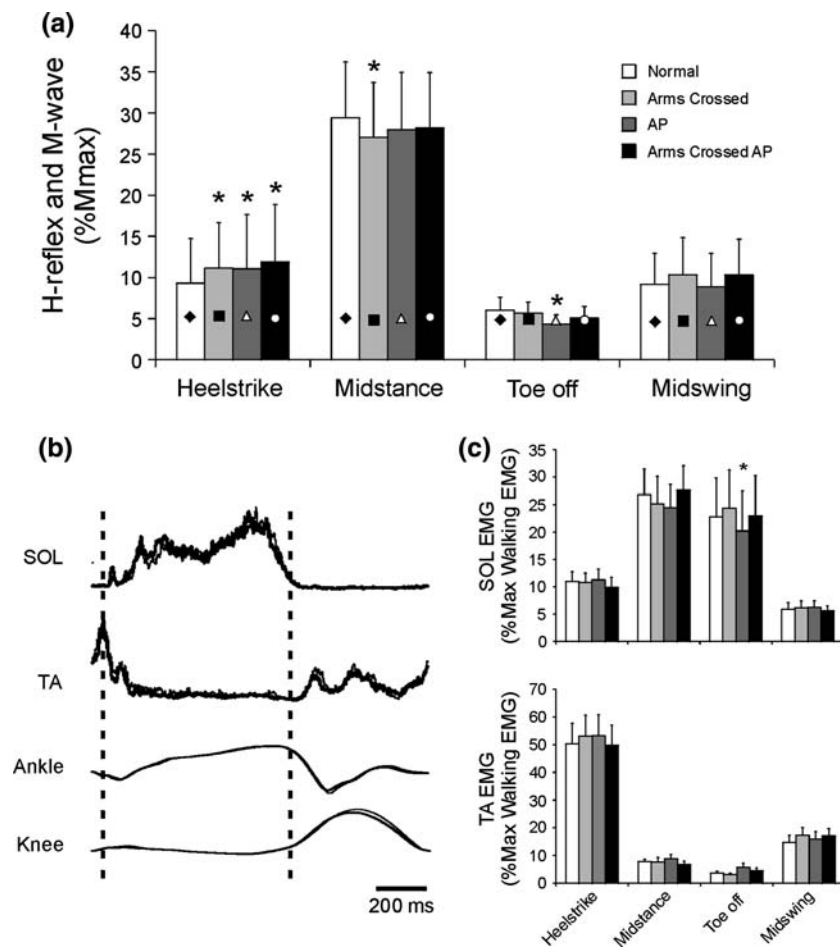 (a)
H-reflex and M-wave
(%Mmax)
40
35
30
25
20
15
10
5
0
*
*
*
*
*
Normal
Arms Crossed
AP
Arms Crossed AP
Heelstrike
Midstance
Toe off
Midswing
(b)
SOL
TA
Ankle
Knee
200 ms
(c)
SOL EMG
(%Max Walking EMG)
35
30
25
20
15
10
5
0
*
TA EMG
(%Max Walking EMG)
70
60
50
40
30
20
10
0
Heelstrike
Midstance
Toe off
Midswing